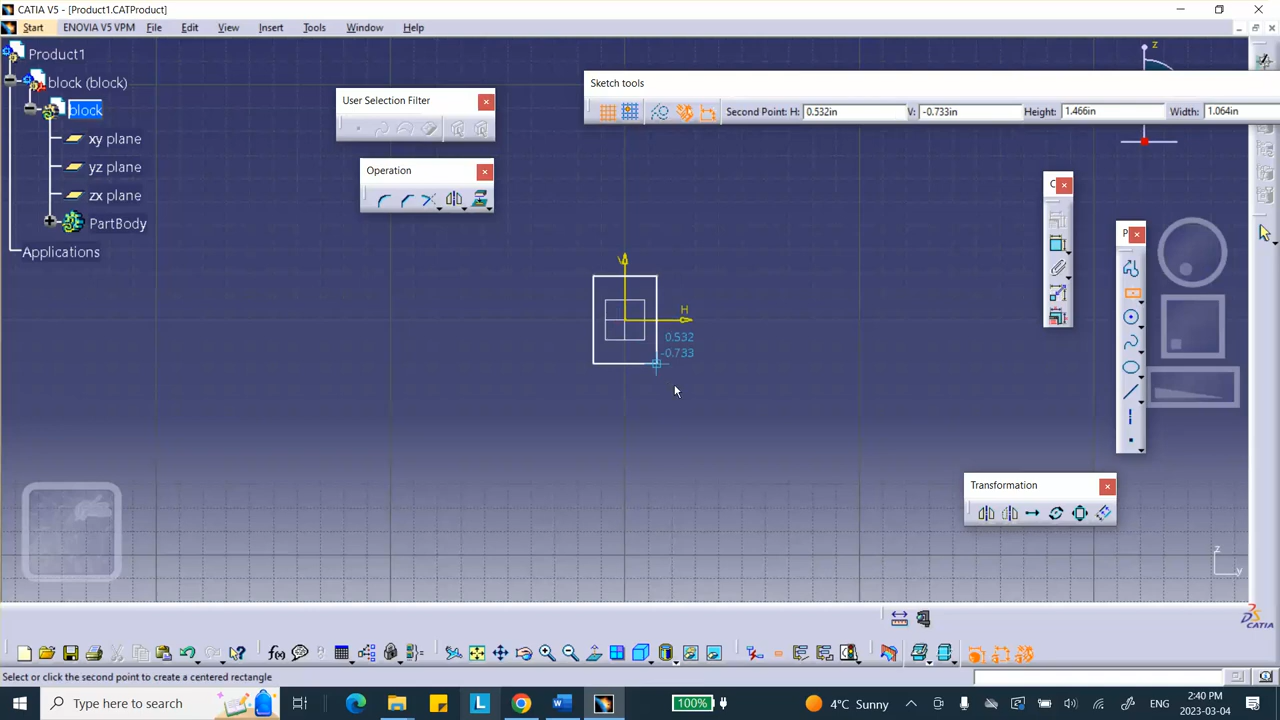 CATIA V5 - [Product1.CATProduct]
Start ENOVIA V5 VPM File Edit View Insert Tools Window Help
Product1
block (block)
block
xy plane
yz plane
zx plane
PartBody
Applications
User Selection Filter
Operation
Sketch tools
Second Point: H: 0.532in V: -0.733in Height: 1.466in Width: 1.064in
z
V
H
0.532
-0.733
P
Transformation
z
y
CATIA
f(x)
Select or click the second point to create a centered rectangle
Type here to search
L
W
100%
4°C Sunny
ENG
2:40 PM
2023-03-04